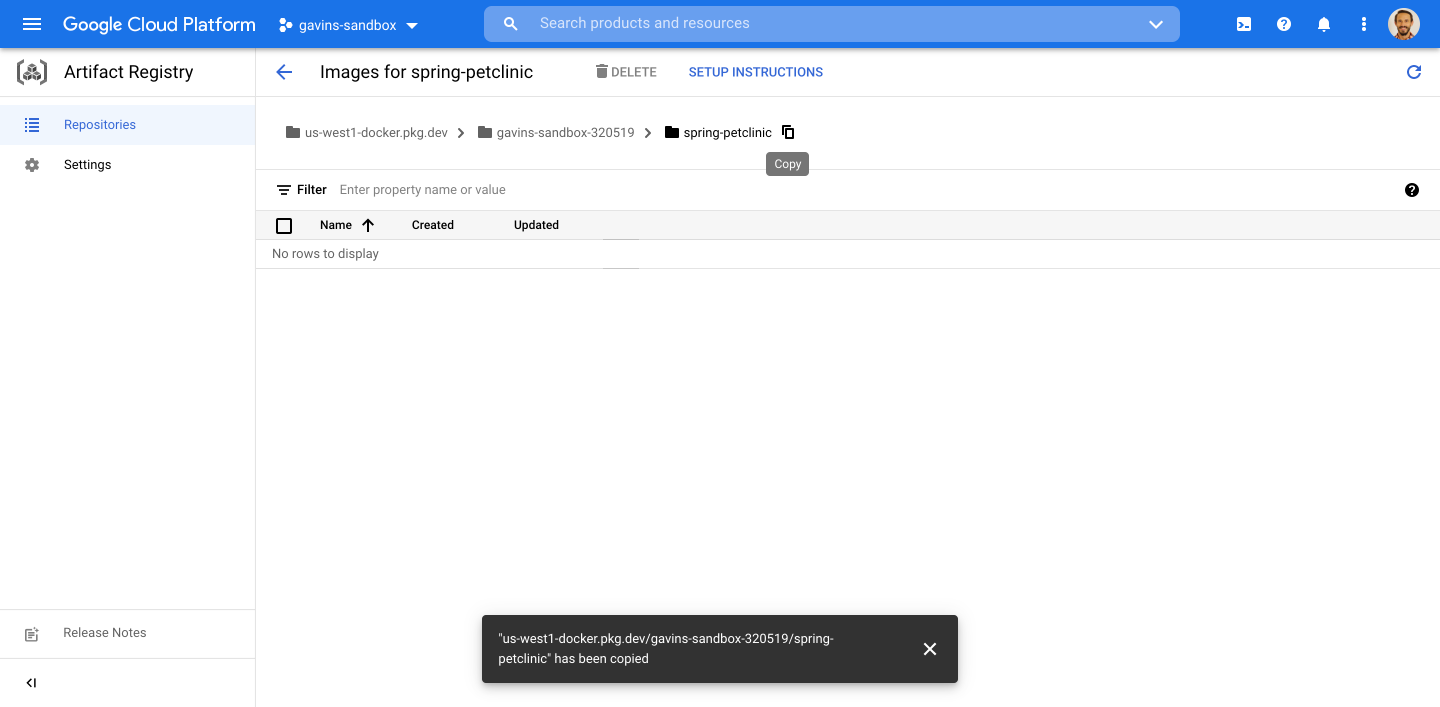 Google Cloud Platform gavins-sandbox Search products and resources
Artifact Registry Images for spring-petclinic DELETE SETUP INSTRUCTIONS
Repositories
Settings
us-west1-docker.pkg.dev gavins-sandbox-320519 spring-petclinic
Copy
Filter Enter property name or value
Name Created Updated
No rows to display
Release Notes
"us-west1-docker.pkg.dev/gavins-sandbox-320519/spring-
petclinic" has been copied